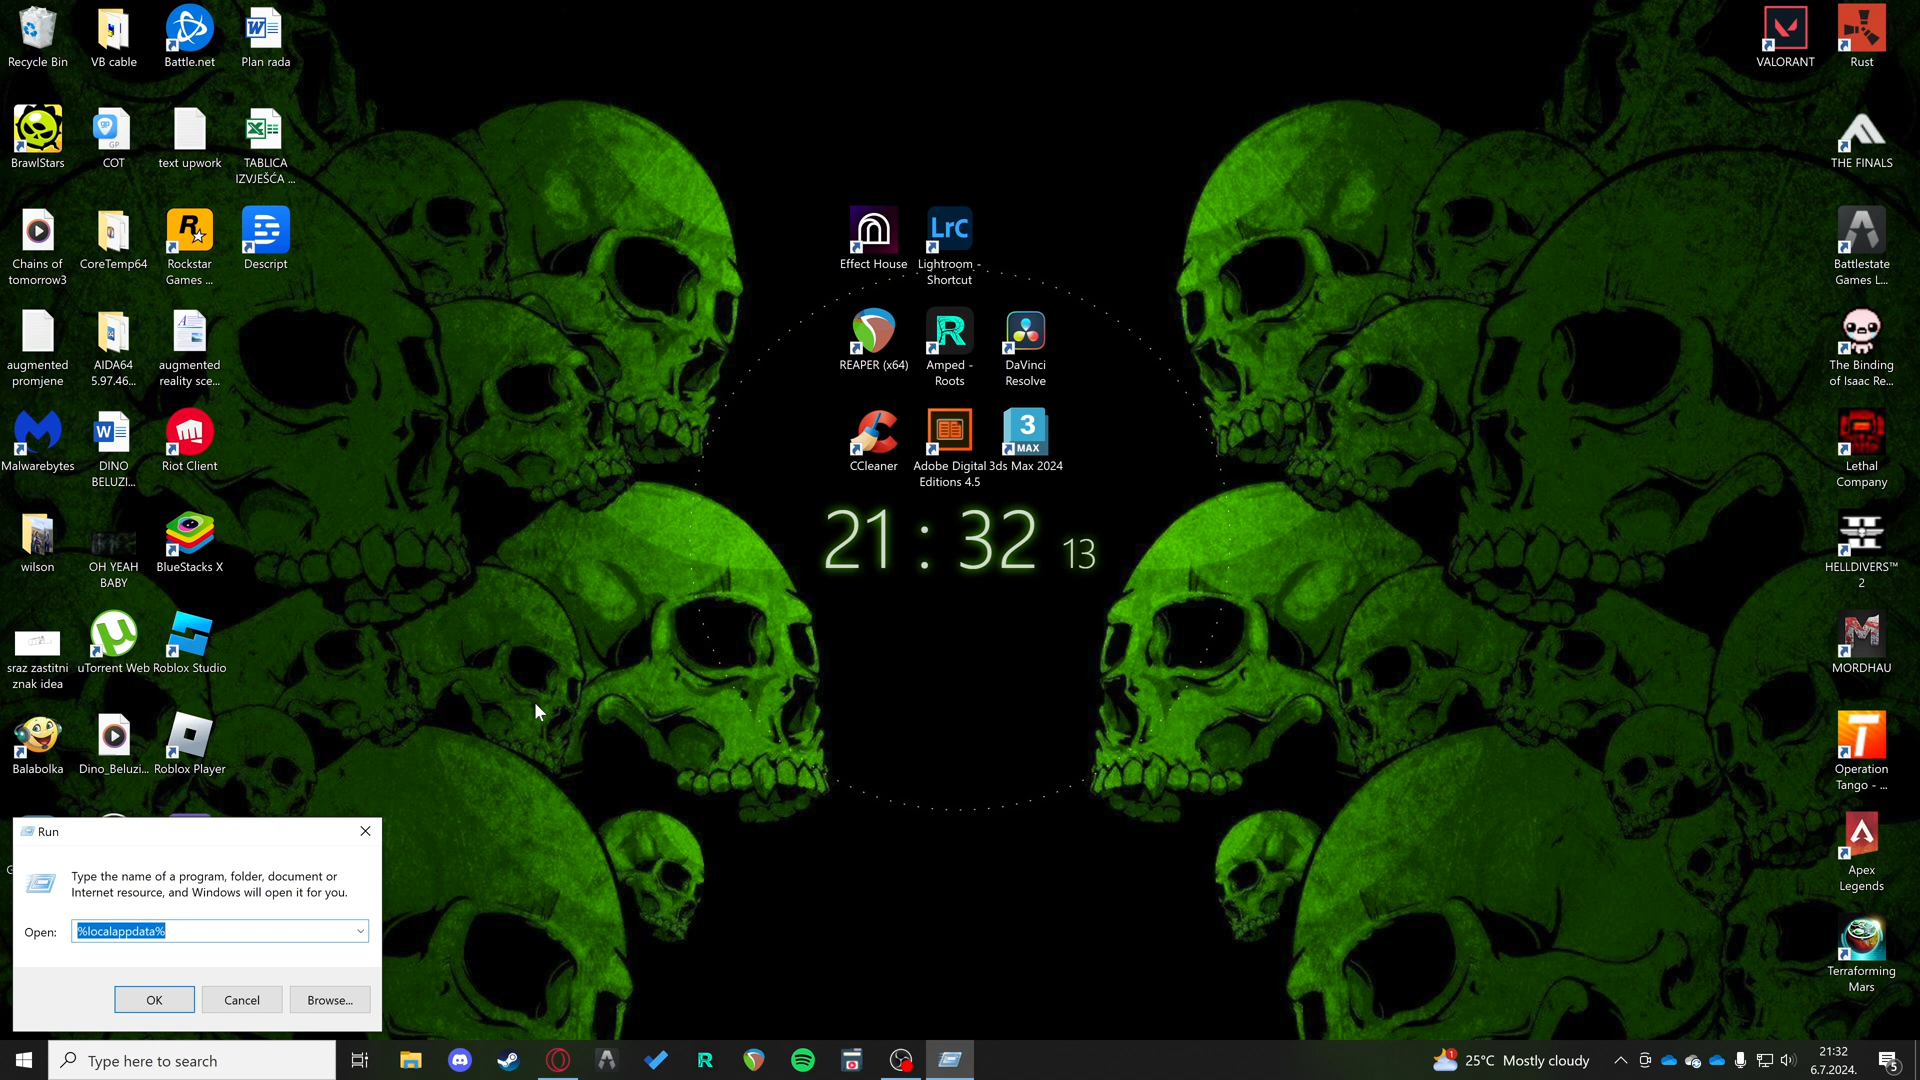 Recycle Bin
VB cable
Battle.net
Plan rada
VALORANT
Rust
BrawlStars
COT
text upwork
TABLICA
IZVJEŠĆA ...
THE FINALS
Chains of
tomorrow3
CoreTemp64
Rockstar
Games ...
Descript
Effect House
LrC
Lightroom -
Shortcut
Battlestate
Games L...
augmented
promjene
AIDA64
5.97.46...
augmented
reality sce...
REAPER (x64)
Amped -
Roots
DaVinci
Resolve
The Binding
of Isaac Re...
Malwarebytes
DINO
BELUZI...
Riot Client
CCleaner
Adobe Digital
Editions 4.5
3
MAX
3ds Max 2024
Lethal
Company
wilson
OH YEAH
BABY
BlueStacks X
21 : 32 13
HELLDIVERS™
2
sraz zastitni
znak idea
uTorrent Web
Roblox Studio
MORDHAU
Balabolka
Dino_Beluzi...
Roblox Player
Operation
Tango - ...
Apex
Legends
Terraforming
Mars
Run
Type the name of a program, folder, document or
Internet resource, and Windows will open it for you.
Open:
%localappdata%
OK
Cancel
Browse...
Type here to search
1
25°C Mostly cloudy
21:32
6.7.2024.
5